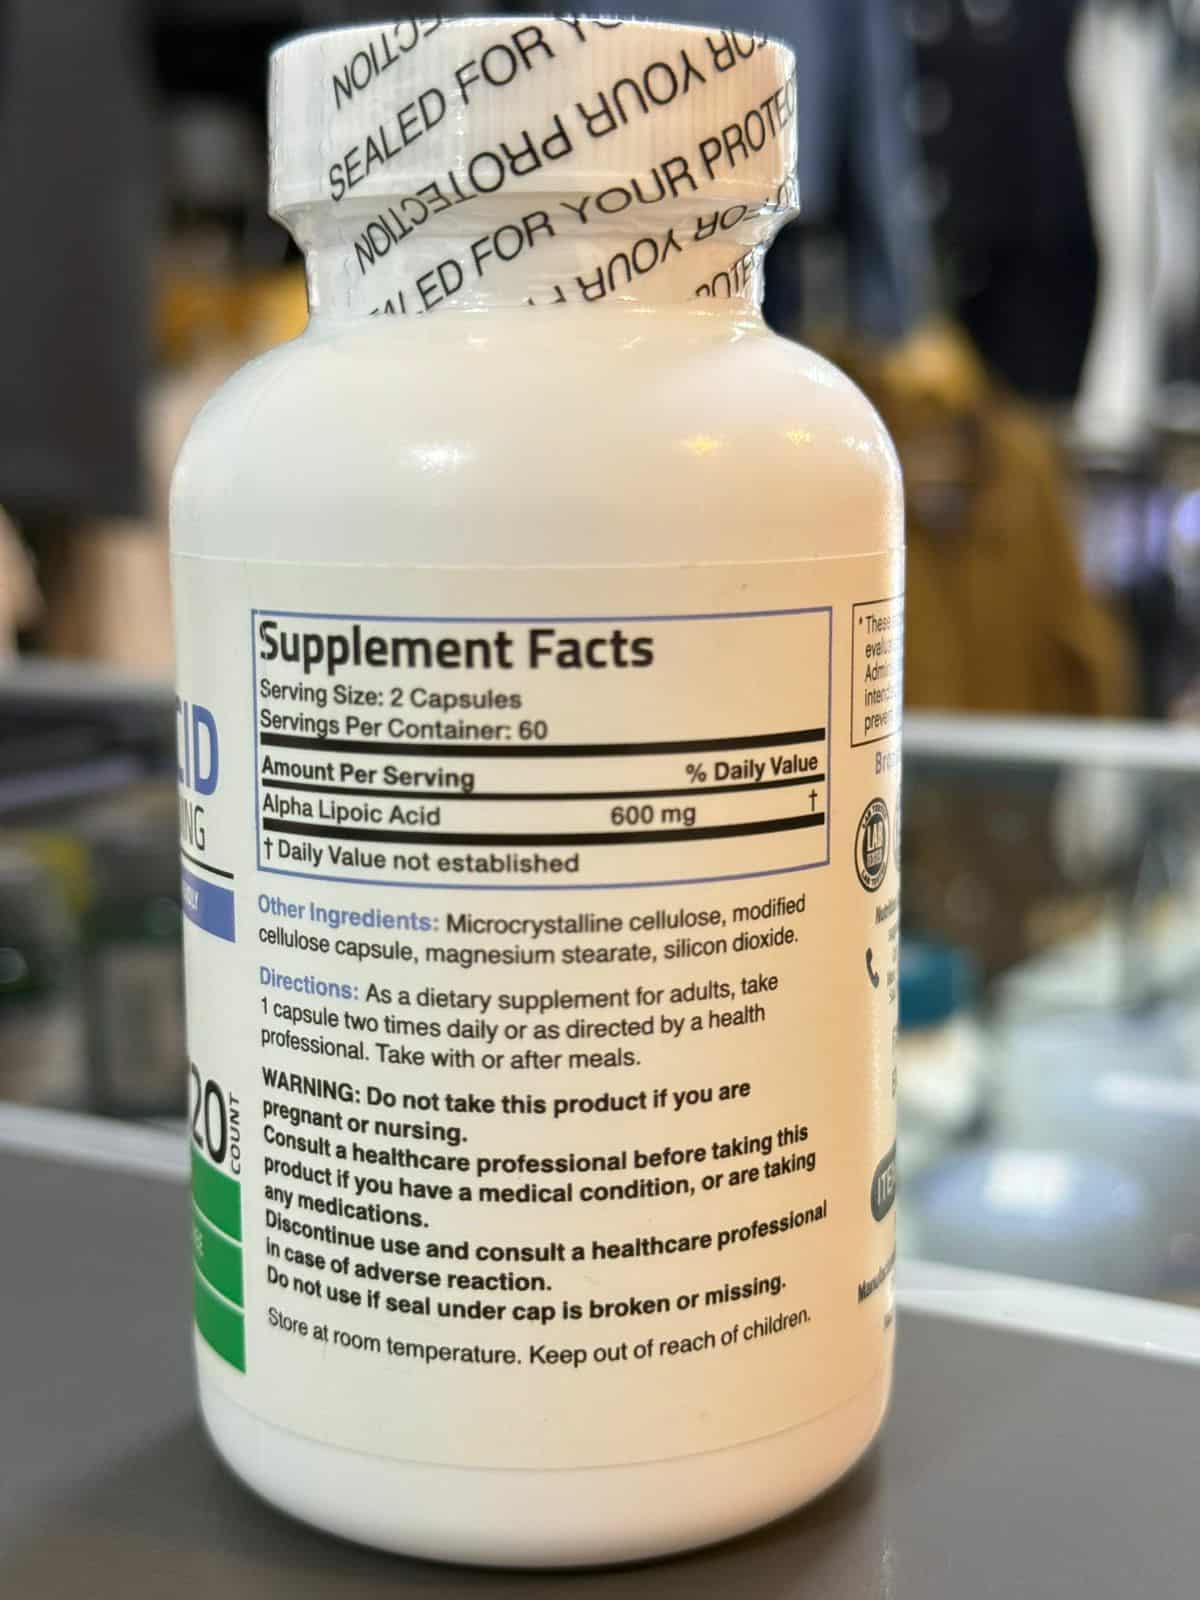 SEALED FOR
PROTECTION
FOR YOUR
FOR YOUR
Supplement Facts
Serving Size: 2 Capsules
Servings Per Container: 60
Amount Per Serving % Daily Value
Alpha Lipoic Acid 600 mg †
† Daily Value not established
Other Ingredients: Microcrystalline cellulose, modified
cellulose capsule, magnesium stearate, silicon dioxide.
Directions: As a dietary supplement for adults, take
1 capsule two times daily or as directed by a health
professional. Take with or after meals.
WARNING: Do not take this product if you are
pregnant or nursing.
Consult a healthcare professional before taking this
product if you have a medical condition, or are taking
any medications.
Discontinue use and consult a healthcare professional
in case of adverse reaction.
Do not use if seal under cap is broken or missing.
Store at room temperature. Keep out of reach of children.
COUNT
* These
LAB